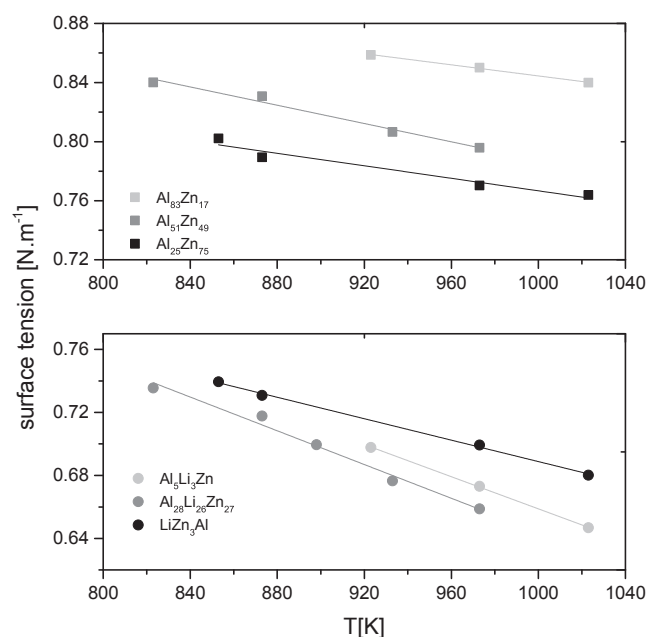 surface tension [N.m⁻¹]
0.88
0.84
0.80
0.76
0.72
Al₈₃Zn₁₇
Al₅₁Zn₄₉
Al₂₅Zn₇₅
800 840 880 920 960 1000 1040
0.76
0.72
0.68
0.64
Al₅Li₃Zn
Al₂₈Li₂₆Zn₂₇
LiZn₃Al
800 840 880 920 960 1000 1040
T[K]